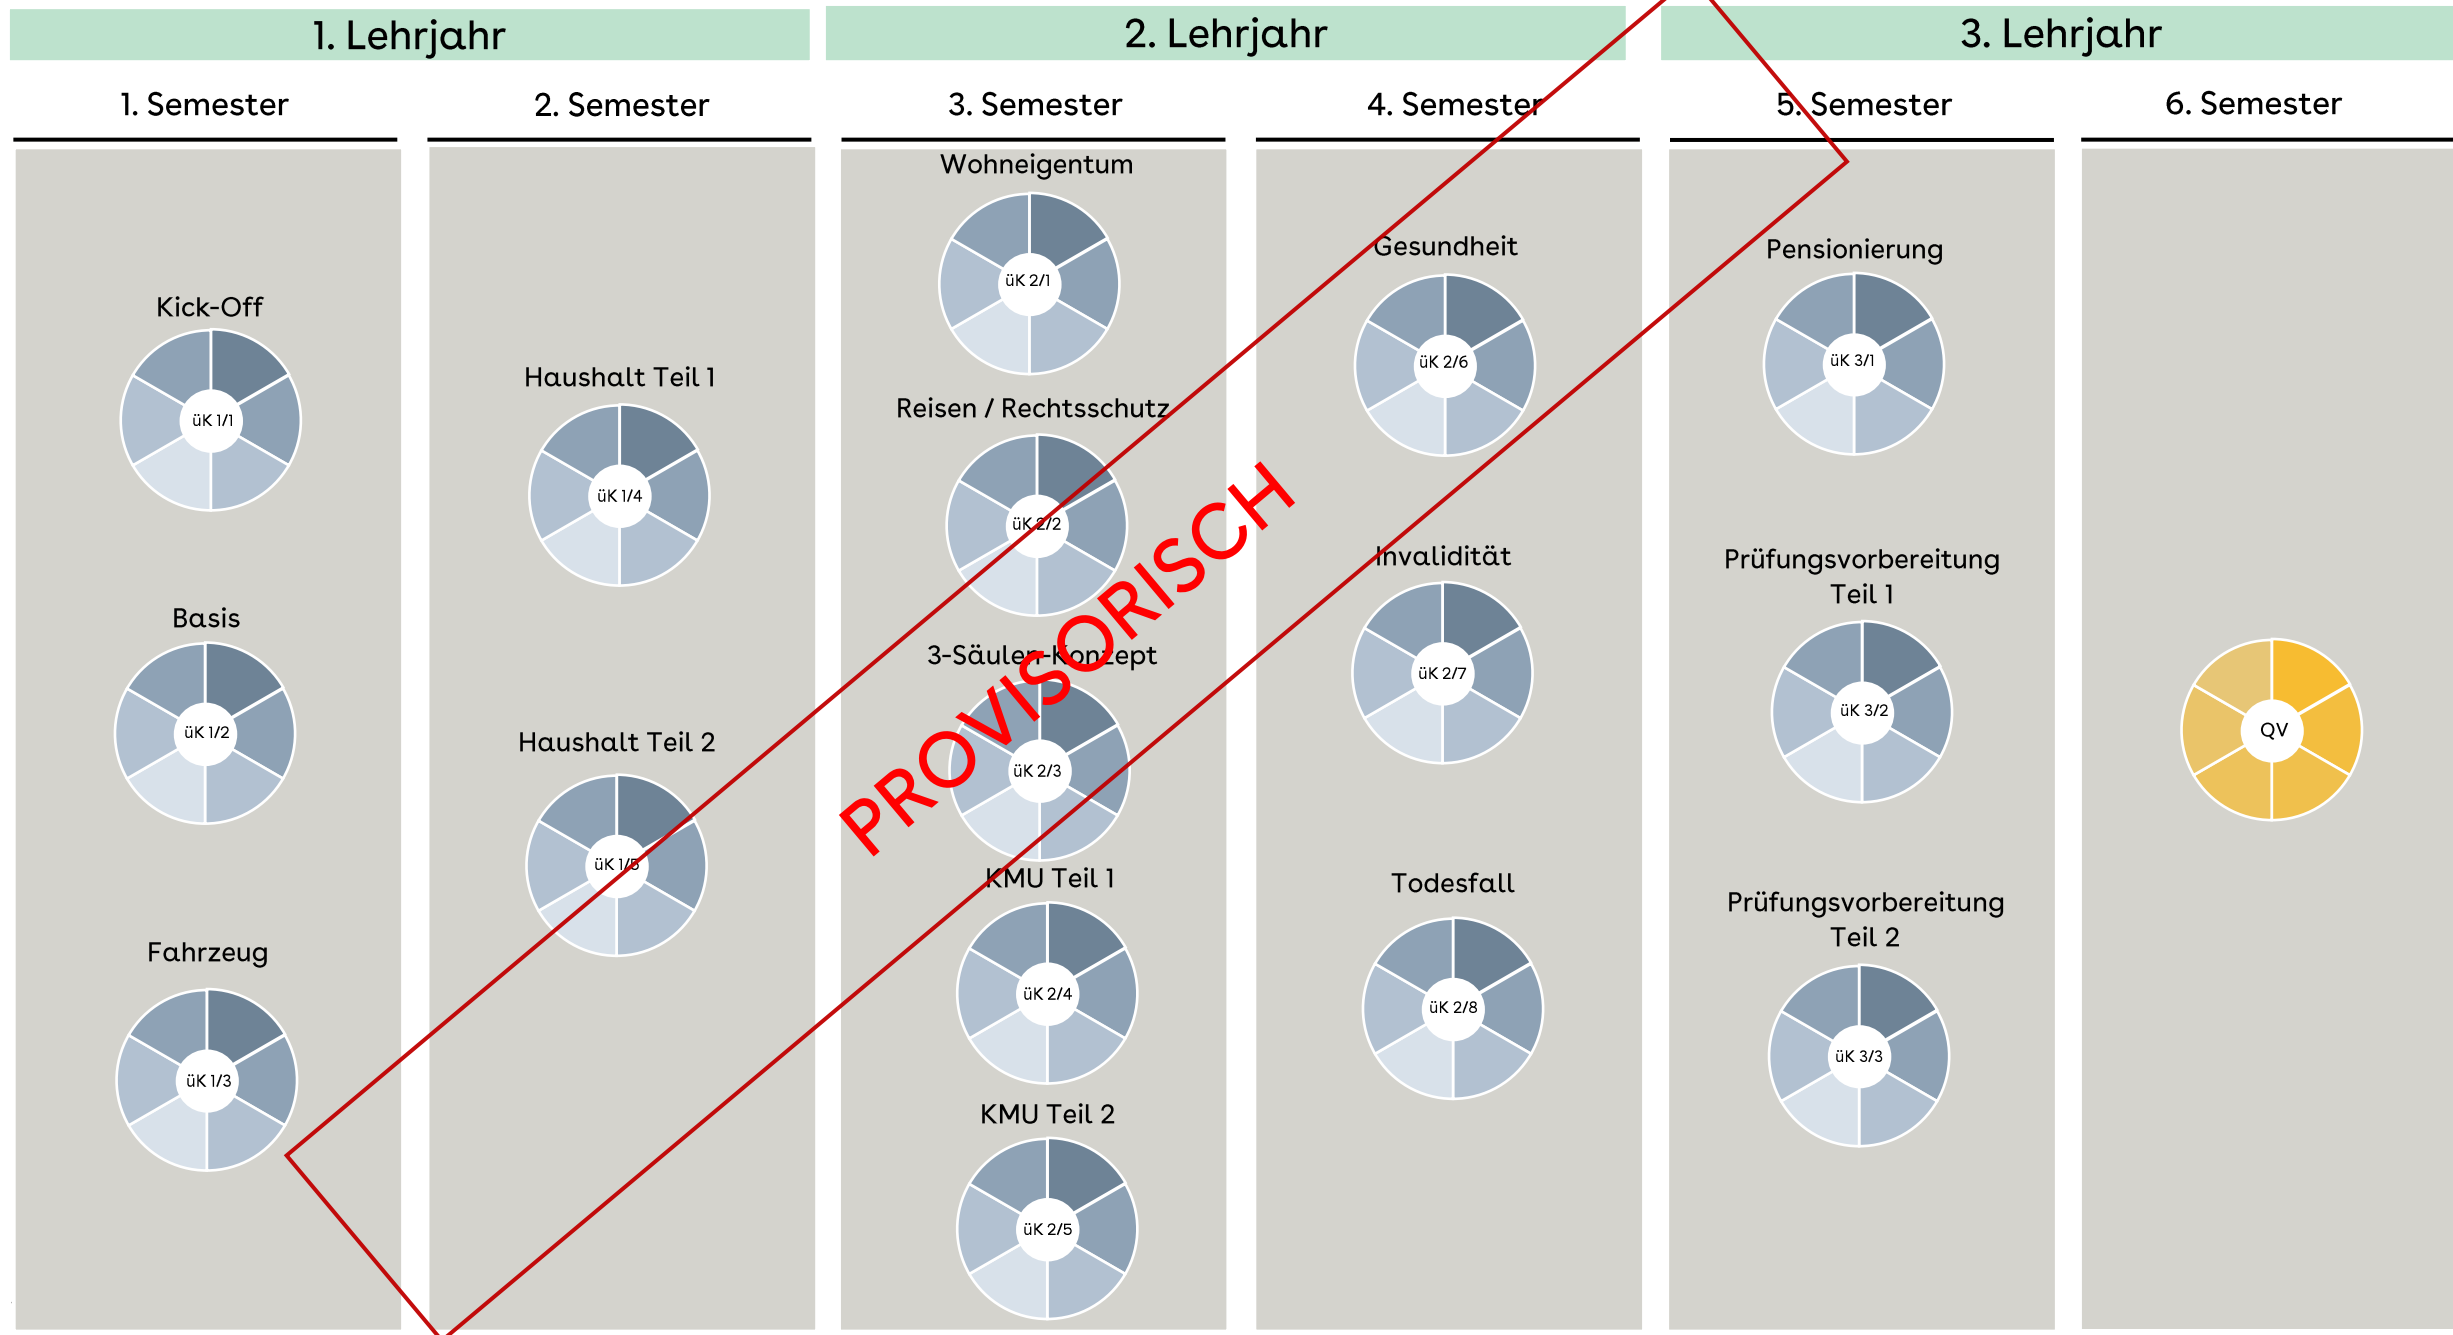 1. Lehrjahr
2. Lehrjahr
3. Lehrjahr
1. Semester
2. Semester
3. Semester
4. Semester
5. Semester
6. Semester
Kick-Off
üK 1/1
Basis
üK 1/2
Fahrzeug
üK 1/3
Haushalt Teil 1
üK 1/4
Haushalt Teil 2
üK 1/5
Wohneigentum
üK 2/1
Reisen / Rechtsschutz
üK 2/2
3-Säulen-Konzept
üK 2/3
KMU Teil 1
üK 2/4
KMU Teil 2
üK 2/5
Gesundheit
üK 2/6
Invalidität
üK 2/7
Todesfall
üK 2/8
Pensionierung
üK 3/1
Prüfungsvorbereitung
Teil 1
üK 3/2
Prüfungsvorbereitung
Teil 2
üK 3/3
QV
PROVISORISCH